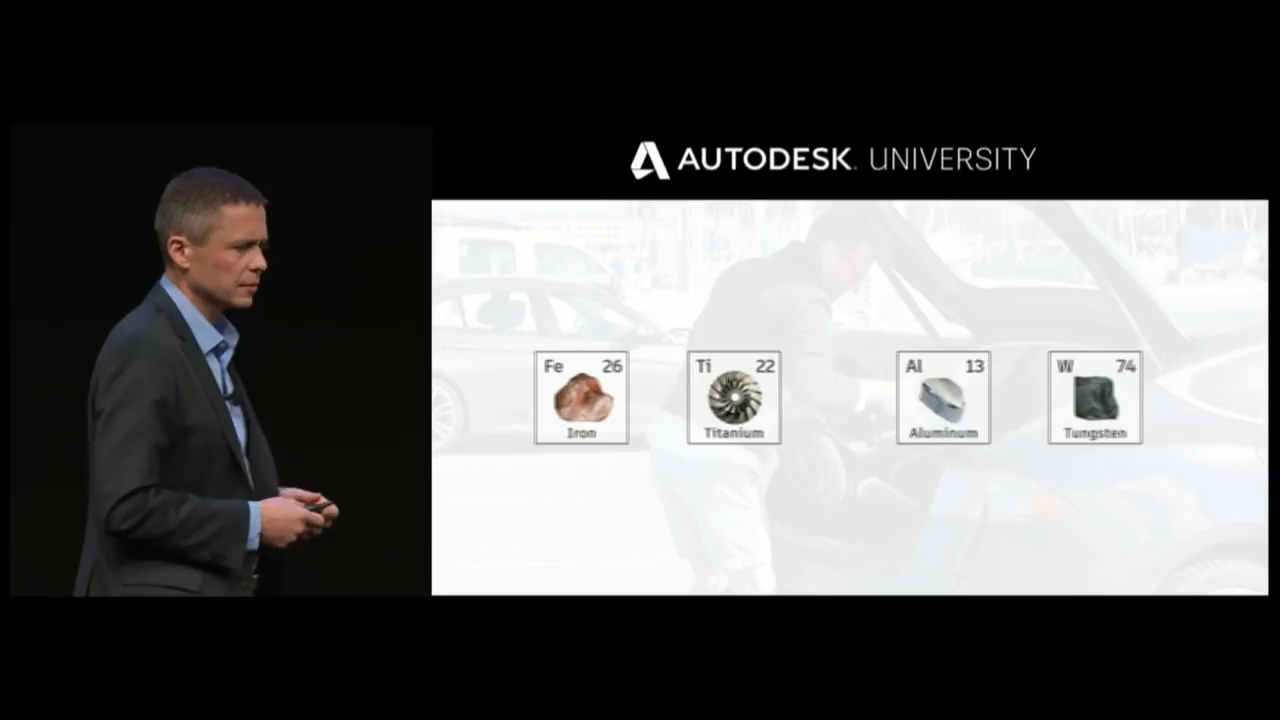 AUTODESK. UNIVERSITY
Fe 26
Iron
Ti 22
Titanium
Al 13
Aluminum
W 74
Tungsten